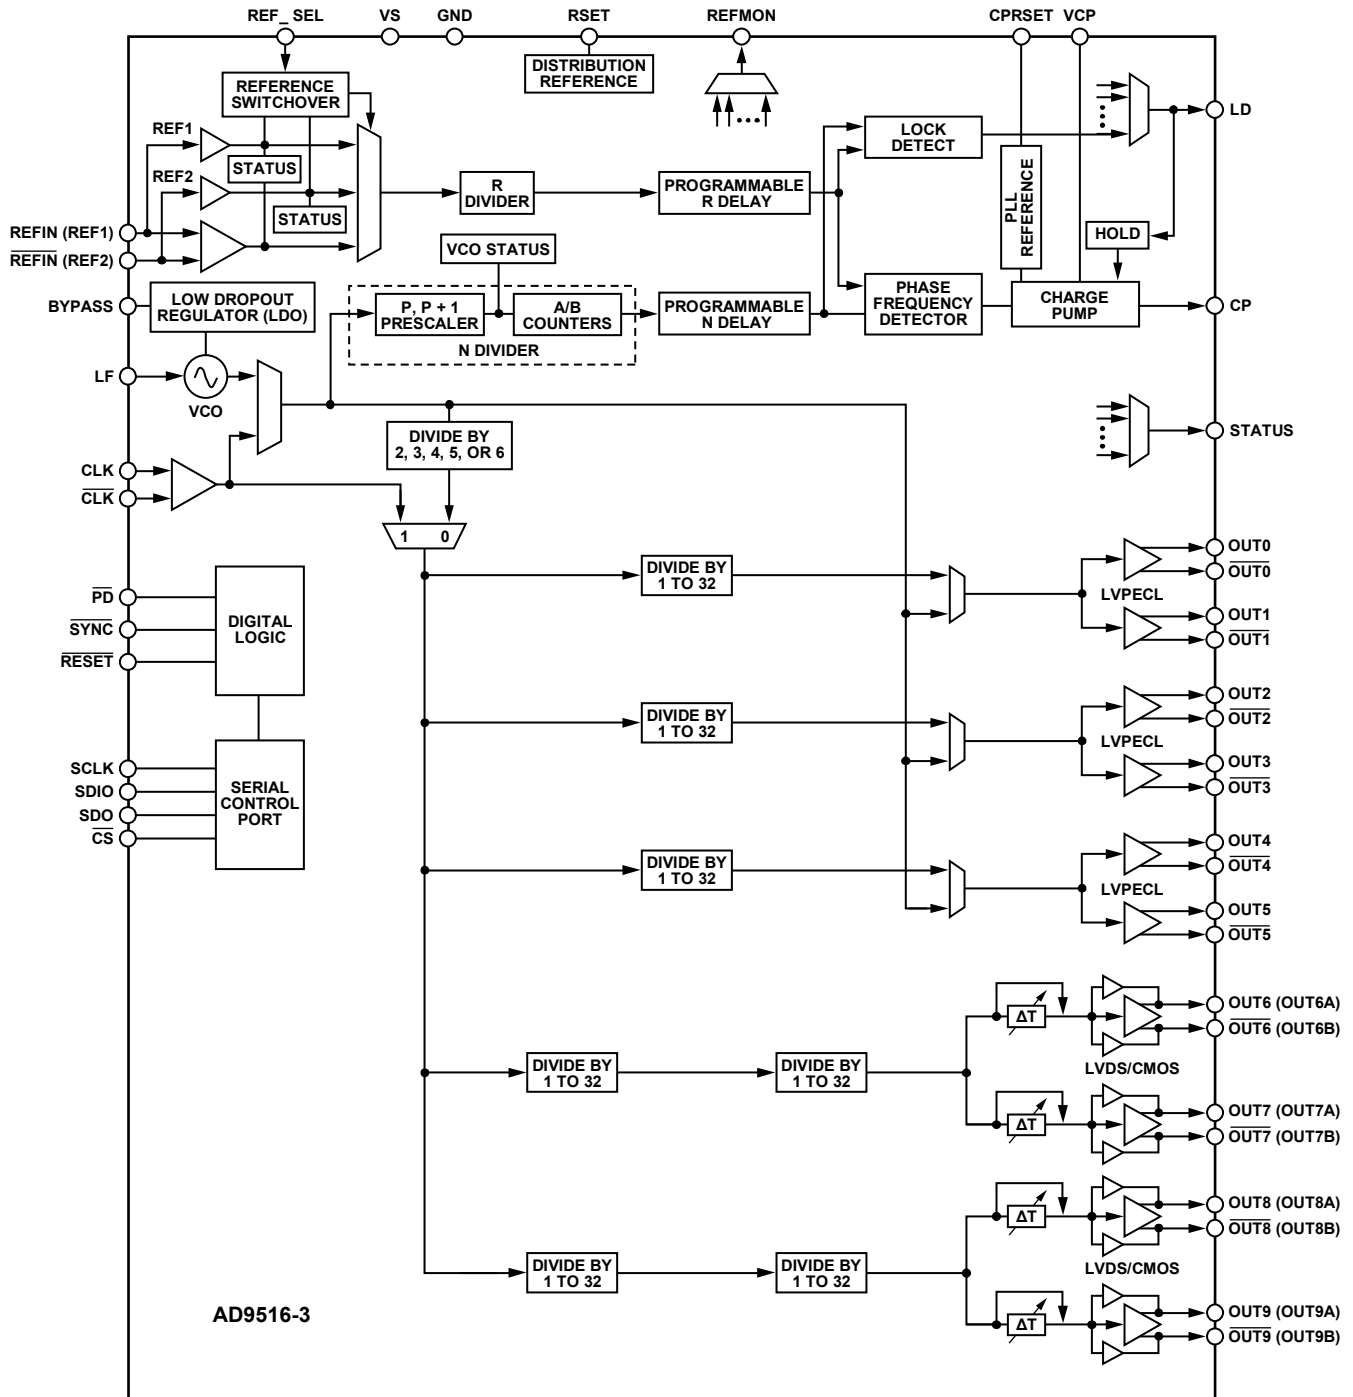 REF_ SEL
VS
GND
RSET
REFMON
CPRSET
VCP
DISTRIBUTION
REFERENCE
REFERENCE
SWITCHOVER
REF1
STATUS
REF2
STATUS
REFIN (REF1)
REFIN (REF2)
BYPASS
LOW DROPOUT
REGULATOR (LDO)
R
DIVIDER
PROGRAMMABLE
R DELAY
LOCK
DETECT
LD
PLL
REFERENCE
HOLD
VCO STATUS
P, P + 1
PRESCALER
A/B
COUNTERS
N DIVIDER
PROGRAMMABLE
N DELAY
PHASE
FREQUENCY
DETECTOR
CHARGE
PUMP
CP
LF
VCO
DIVIDE BY
2, 3, 4, 5, OR 6
STATUS
CLK
CLK
1 0
PD
SYNC
RESET
DIGITAL
LOGIC
SCLK
SDIO
SDO
CS
SERIAL
CONTROL
PORT
DIVIDE BY
1 TO 32
LVPECL
OUT0
OUT0
OUT1
OUT1
DIVIDE BY
1 TO 32
LVPECL
OUT2
OUT2
OUT3
OUT3
DIVIDE BY
1 TO 32
LVPECL
OUT4
OUT4
OUT5
OUT5
DIVIDE BY
1 TO 32
DIVIDE BY
1 TO 32
ΔT
ΔT
LVDS/CMOS
OUT6 (OUT6A)
OUT6 (OUT6B)
OUT7 (OUT7A)
OUT7 (OUT7B)
DIVIDE BY
1 TO 32
DIVIDE BY
1 TO 32
ΔT
ΔT
LVDS/CMOS
OUT8 (OUT8A)
OUT8 (OUT8B)
OUT9 (OUT9A)
OUT9 (OUT9B)
AD9516-3